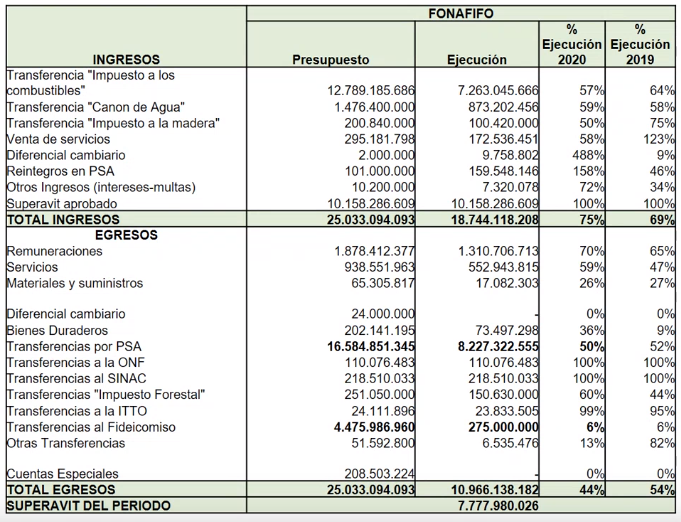 FONAFIFO
INGRESOS Presupuesto Ejecución % Ejecución 2020 % Ejecución 2019
Transferencia "Impuesto a los
combustibles" 12.789.185.686 7.263.045.666 57% 64%
Transferencia "Canon de Agua" 1.476.400.000 873.202.456 59% 58%
Transferencia "Impuesto a la madera" 200.840.000 100.420.000 50% 75%
Venta de servicios 295.181.798 172.536.451 58% 123%
Diferencial cambiario 2.000.000 9.758.802 488% 9%
Reintegros en PSA 101.000.000 159.548.146 158% 46%
Otros Ingresos (intereses-multas) 10.200.000 7.320.078 72% 34%
Superavit aprobado 10.158.286.609 10.158.286.609 100% 100%
TOTAL INGRESOS 25.033.094.093 18.744.118.208 75% 69%
EGRESOS
Remuneraciones 1.878.412.377 1.310.706.713 70% 65%
Servicios 938.551.963 552.943.815 59% 47%
Materiales y suministros 65.305.817 17.082.303 26% 27%
Diferencial cambiario 24.000.000 - 0% 0%
Bienes Duraderos 202.141.195 73.497.298 36% 9%
Transferencias por PSA 16.584.851.345 8.227.322.555 50% 52%
Transferencias a la ONF 110.076.483 110.076.483 100% 100%
Transferencias al SINAC 218.510.033 218.510.033 100% 100%
Transferencias "Impuesto Forestal" 251.050.000 150.630.000 60% 44%
Transferencias a la ITTO 24.111.896 23.833.505 99% 95%
Transferencias al Fideicomiso 4.475.986.960 275.000.000 6% 6%
Otras Transferencias 51.592.800 6.535.476 13% 82%
Cuentas Especiales 208.503.224 - 0% 0%
TOTAL EGRESOS 25.033.094.093 10.966.138.182 44% 54%
SUPERAVIT DEL PERIODO 7.777.980.026